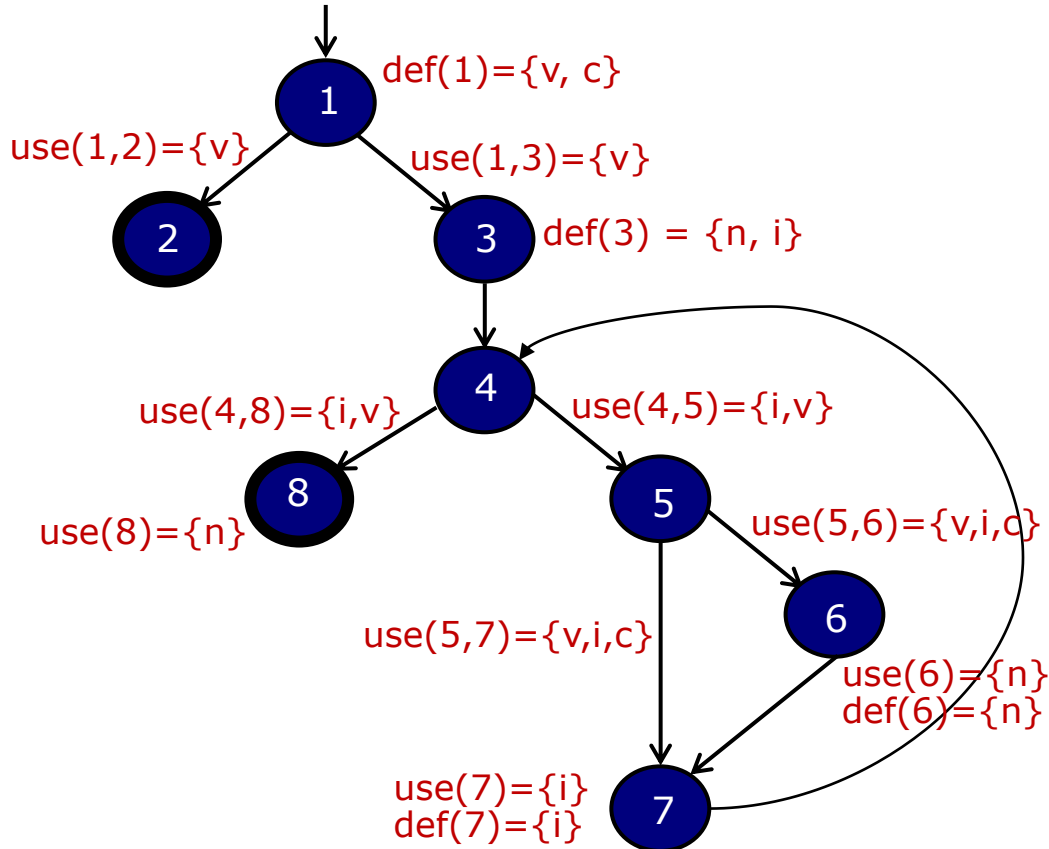 def(1)={v, c}
1
use(1,2)={v}
use(1,3)={v}
2
3
def(3) = {n, i}
4
use(4,8)={i,v}
use(4,5)={i,v}
8
5
use(8)={n}
use(5,6)={v,i,c}
6
use(5,7)={v,i,c}
use(6)={n}
def(6)={n}
use(7)={i}
7
def(7)={i}